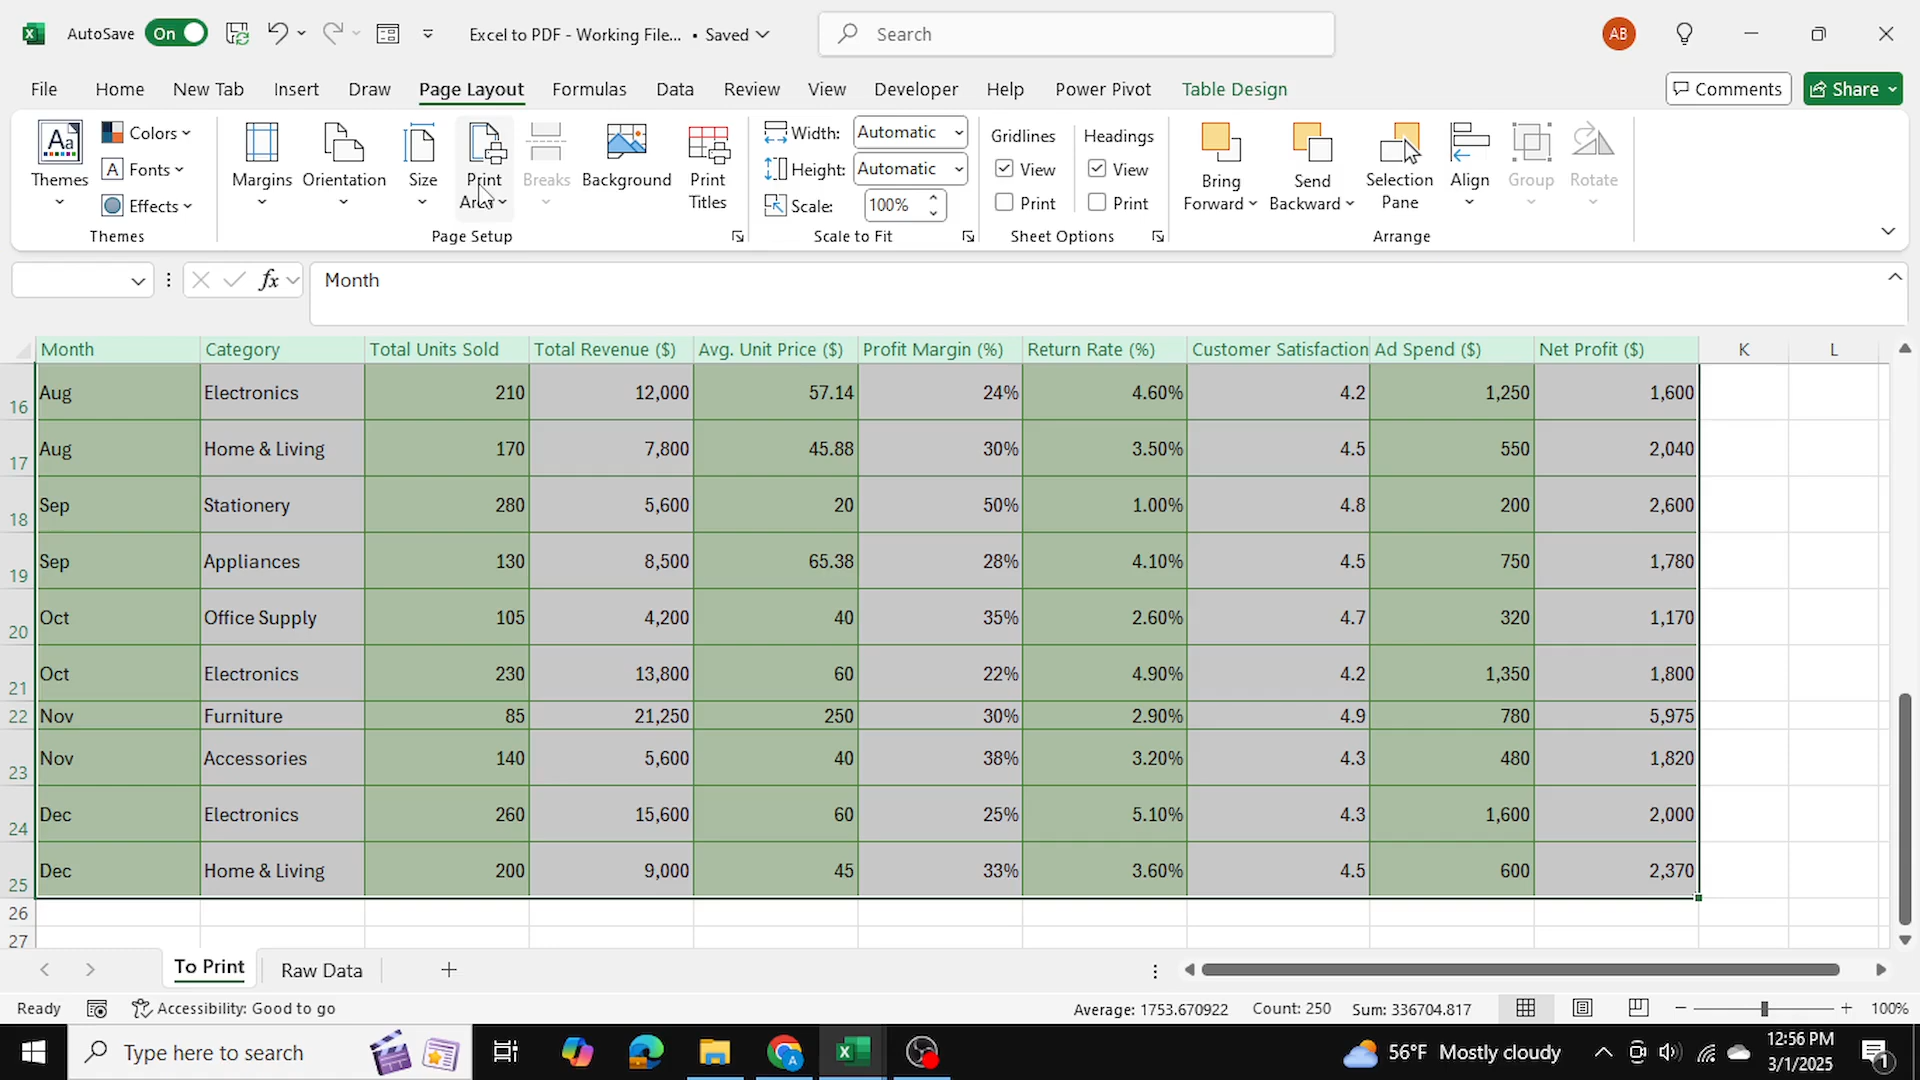 AutoSave On Excel to PDF - Working File... • Saved Search AB
File Home New Tab Insert Draw Page Layout Formulas Data Review View Developer Help Power Pivot Table Design Comments Share
Themes Colors Fonts Effects
Themes
Margins Orientation Size Print Area Breaks Background Print Titles
Page Setup
Width: Automatic
Height: Automatic
Scale: 100%
Scale to Fit
Gridlines Headings
View View
Print Print
Sheet Options
Bring Forward Send Backward Selection Pane Align Group Rotate
Arrange
fx Month
Month Category Total Units Sold Total Revenue ($) Avg. Unit Price ($) Profit Margin (%) Return Rate (%) Customer Satisfaction Ad Spend ($) Net Profit ($) K L
16 Aug Electronics 210 12,000 57.14 24% 4.60% 4.2 1,250 1,600
17 Aug Home & Living 170 7,800 45.88 30% 3.50% 4.5 550 2,040
18 Sep Stationery 280 5,600 20 50% 1.00% 4.8 200 2,600
19 Sep Appliances 130 8,500 65.38 28% 4.10% 4.5 750 1,780
20 Oct Office Supply 105 4,200 40 35% 2.60% 4.7 320 1,170
21 Oct Electronics 230 13,800 60 22% 4.90% 4.2 1,350 1,800
22 Nov Furniture 85 21,250 250 30% 2.90% 4.9 780 5,975
23 Nov Accessories 140 5,600 40 38% 3.20% 4.3 480 1,820
24 Dec Electronics 260 15,600 60 25% 5.10% 4.3 1,600 2,000
25 Dec Home & Living 200 9,000 45 33% 3.60% 4.5 600 2,370
26
27
To Print Raw Data
Ready Accessibility: Good to go Average: 1753.670922 Count: 250 Sum: 336704.817 100%
Type here to search 56°F Mostly cloudy 12:56 PM
3/1/2025 1